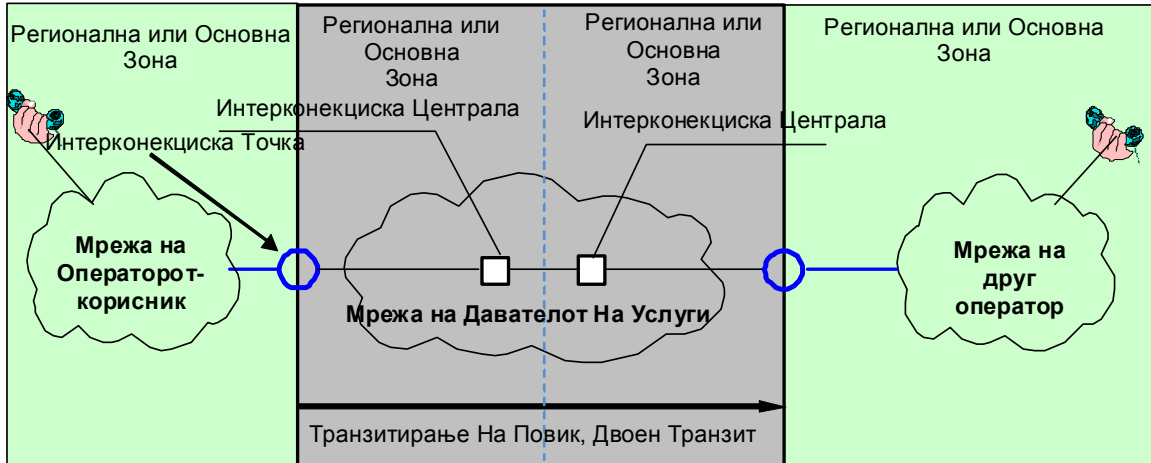 Регионална или Основна
Зона
Регионална или
Основна
Зона
Регионална или
Основна
Зона
Регионална или Основна
Зона
Интерконекциска Централа
Интерконекциска Централа
Интерконекциска Точка
Мрежа на
Операторот-
корисник
Мрежа на Давателот На Услуги
Мрежа на
друг
оператор
Транзитирање На Повик, Двоен Транзит